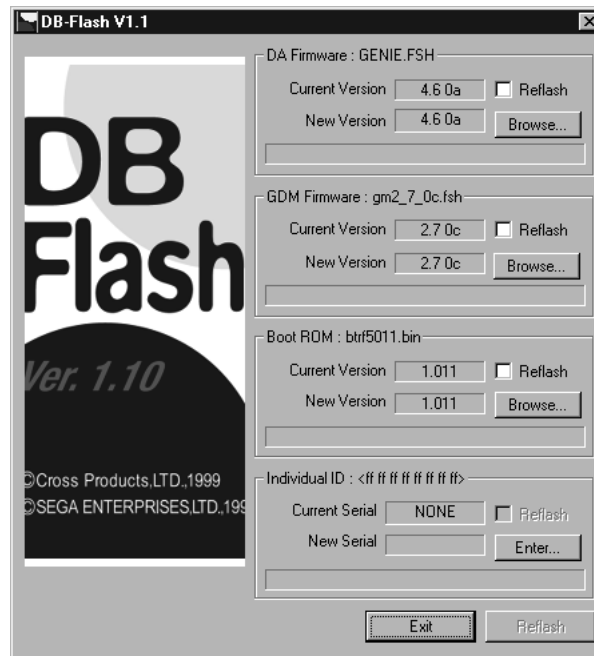 DB-Flash V1.1
DB
Flash
Ver. 1.10
©Cross Products,LTD.,1999
©SEGA ENTERPRISES,LTD.,199
DA Firmware : GENIE.FSH
Current Version 4.6 0a Reflash
New Version 4.6 0a Browse...
GDM Firmware : gm2_7_0c.fsh
Current Version 2.7 0c Reflash
New Version 2.7 0c Browse...
Boot ROM : btrf5011.bin
Current Version 1.011 Reflash
New Version 1.011 Browse...
Individual ID : <ff ff ff ff ff ff ff ff>
Current Serial NONE Reflash
New Serial Enter...
Exit Reflash